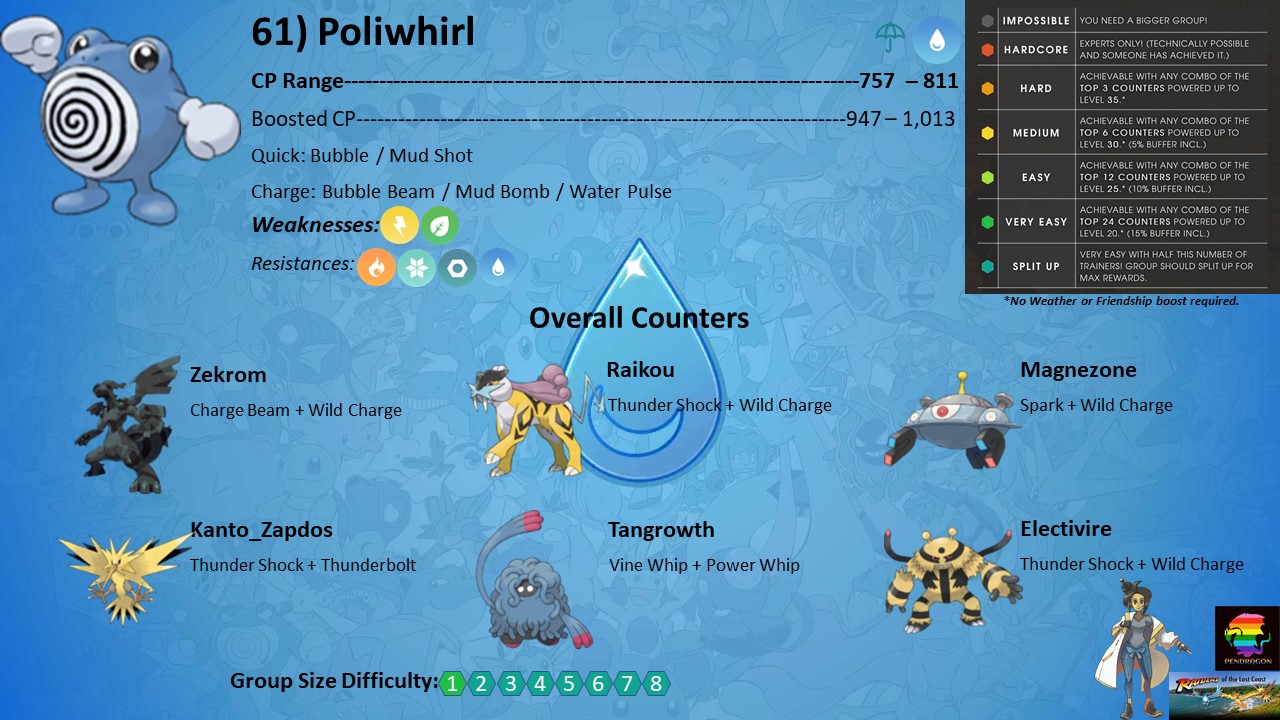 61) Poliwhirl
CP Range---757 – 811
Boosted CP---947 – 1,013
Quick: Bubble / Mud Shot
Charge: Bubble Beam / Mud Bomb / Water Pulse
Weaknesses:
Resistances:
IMPOSSIBLE YOU NEED A BIGGER GROUP!
HARDCORE EXPERTS ONLY! (TECHNICALLY POSSIBLE
AND SOMEONE HAS ACHIEVED IT.)
HARD ACHIEVABLE WITH ANY COMBO OF THE
TOP 3 COUNTERS POWERED UP TO
LEVEL 35.*
MEDIUM ACHIEVABLE WITH ANY COMBO OF THE
TOP 6 COUNTERS POWERED UP TO
LEVEL 30.* (5% BUFFER INCL.)
EASY ACHIEVABLE WITH ANY COMBO OF THE
TOP 12 COUNTERS POWERED UP TO
LEVEL 25.* (10% BUFFER INCL.)
VERY EASY ACHIEVABLE WITH ANY COMBO OF THE
TOP 24 COUNTERS POWERED UP TO
LEVEL 20.* (15% BUFFER INCL.)
SPLIT UP VERY EASY WITH HALF THIS NUMBER OF
TRAINERS! GROUP SHOULD SPLIT UP FOR
MAX REWARDS.
*No Weather or Friendship boost required.
Overall Counters
Zekrom
Charge Beam + Wild Charge
Raikou
Thunder Shock + Wild Charge
Magnezone
Spark + Wild Charge
Kanto_Zapdos
Thunder Shock + Thunderbolt
Tangrowth
Vine Whip + Power Whip
Electivire
Thunder Shock + Wild Charge
Group Size Difficulty: 1 2 3 4 5 6 7 8
PENDRAGON
RAIDERS of the Lost Coast